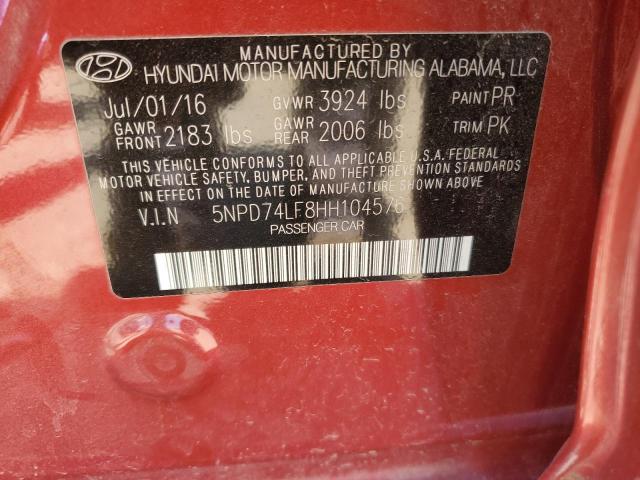 MANUFACTURED BY
HYUNDAI MOTOR MANUFACTURING ALABAMA, LLC
Jul/01/16 GVWR 3924 lbs PAINT PR
GAWR FRONT 2183 lbs GAWR REAR 2006 lbs TRIM PK
THIS VEHICLE CONFORMS TO ALL APPLICABLE U.S.A. FEDERAL
MOTOR VEHICLE SAFETY, BUMPER, AND THEFT PREVENTION STANDARDS
IN EFFECT ON THE DATE OF MANUFACTURE SHOWN ABOVE.
V.I.N 5NPD74LF8HH104576
PASSENGER CAR